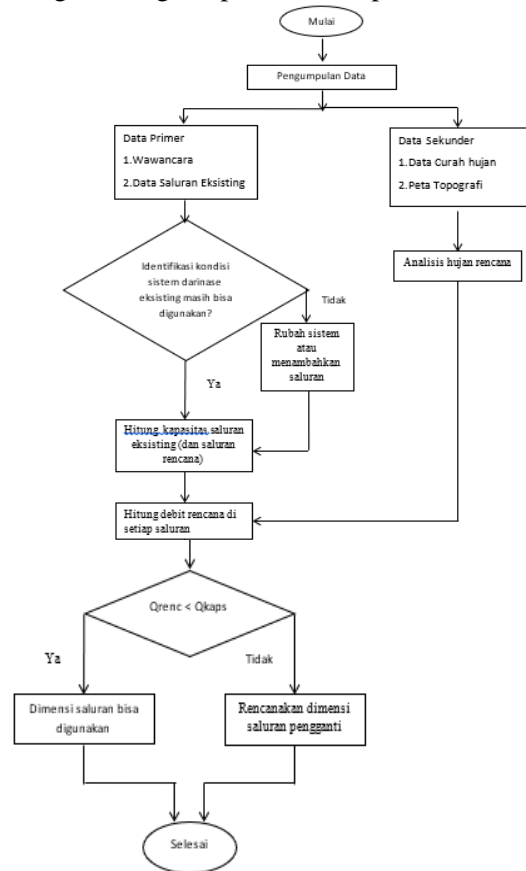 Mulai
Pengumpulan Data
Data Primer
1.Wawancara
2.Data Saluran Eksisting
Data Sekunder
1.Data Curah hujan
2.Peta Topografi
Identifikasi kondisi
sistem darinase
eksisting masih bisa
digunakan?
Analisis hujan rencana
Tidak
Rubah sistem
atau
menambahkan
saluran
Ya
Hitung kapasitas saluran
eksisting (dan saluran
rencana)
Hitung debit rencana di
setiap saluran
Qrenc < Qkaps
Ya
Tidak
Dimensi saluran bisa
digunakan
Rencanakan dimensi
saluran pengganti
Selesai